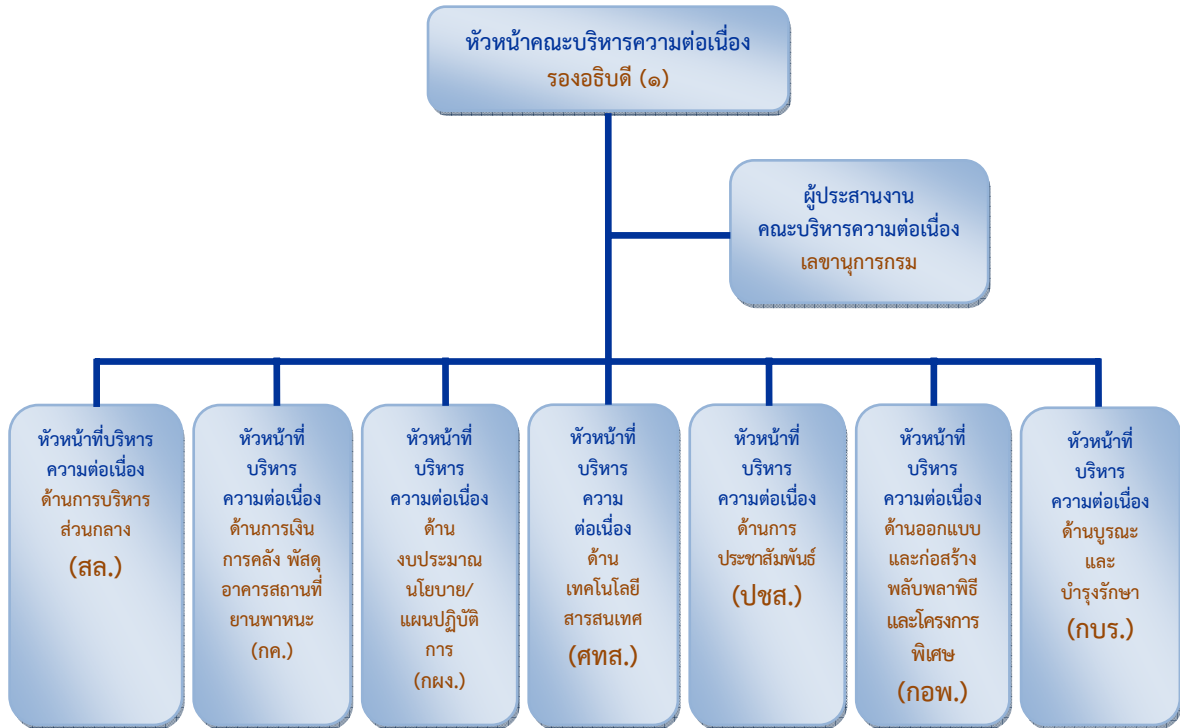 หัวหน้าคณะบริหารความต่อเนื่อง
รองอธิบดี (๑)
ผู้ประสานงาน
คณะบริหารความต่อเนื่อง
เลขานุการกรม
หัวหน้าที่บริหาร
ความต่อเนื่อง
ด้านการบริหาร
ส่วนกลาง
(สล.)
หัวหน้าที่
บริหาร
ความต่อเนื่อง
ด้านการเงิน
การคลัง พัสดุ
อาคารสถานที่
ยานพาหนะ
(กค.)
หัวหน้าที่
บริหาร
ความต่อเนื่อง
ด้าน
งบประมาณ
นโยบาย/
แผนปฏิบัติ
การ
(กผง.)
หัวหน้าที่
บริหาร
ความ
ต่อเนื่อง
ด้าน
เทคโนโลยี
สารสนเทศ
(ศทส.)
หัวหน้าที่
บริหาร
ความต่อเนื่อง
ด้านการ
ประชาสัมพันธ์
(ปชส.)
หัวหน้าที่
บริหาร
ความต่อเนื่อง
ด้านออกแบบ
และก่อสร้าง
พลับพลาพิธี
และโครงการ
พิเศษ
(กอพ.)
หัวหน้าที่
บริหาร
ความต่อเนื่อง
ด้านบูรณะ
และ
บำรุงรักษา
(กบร.)